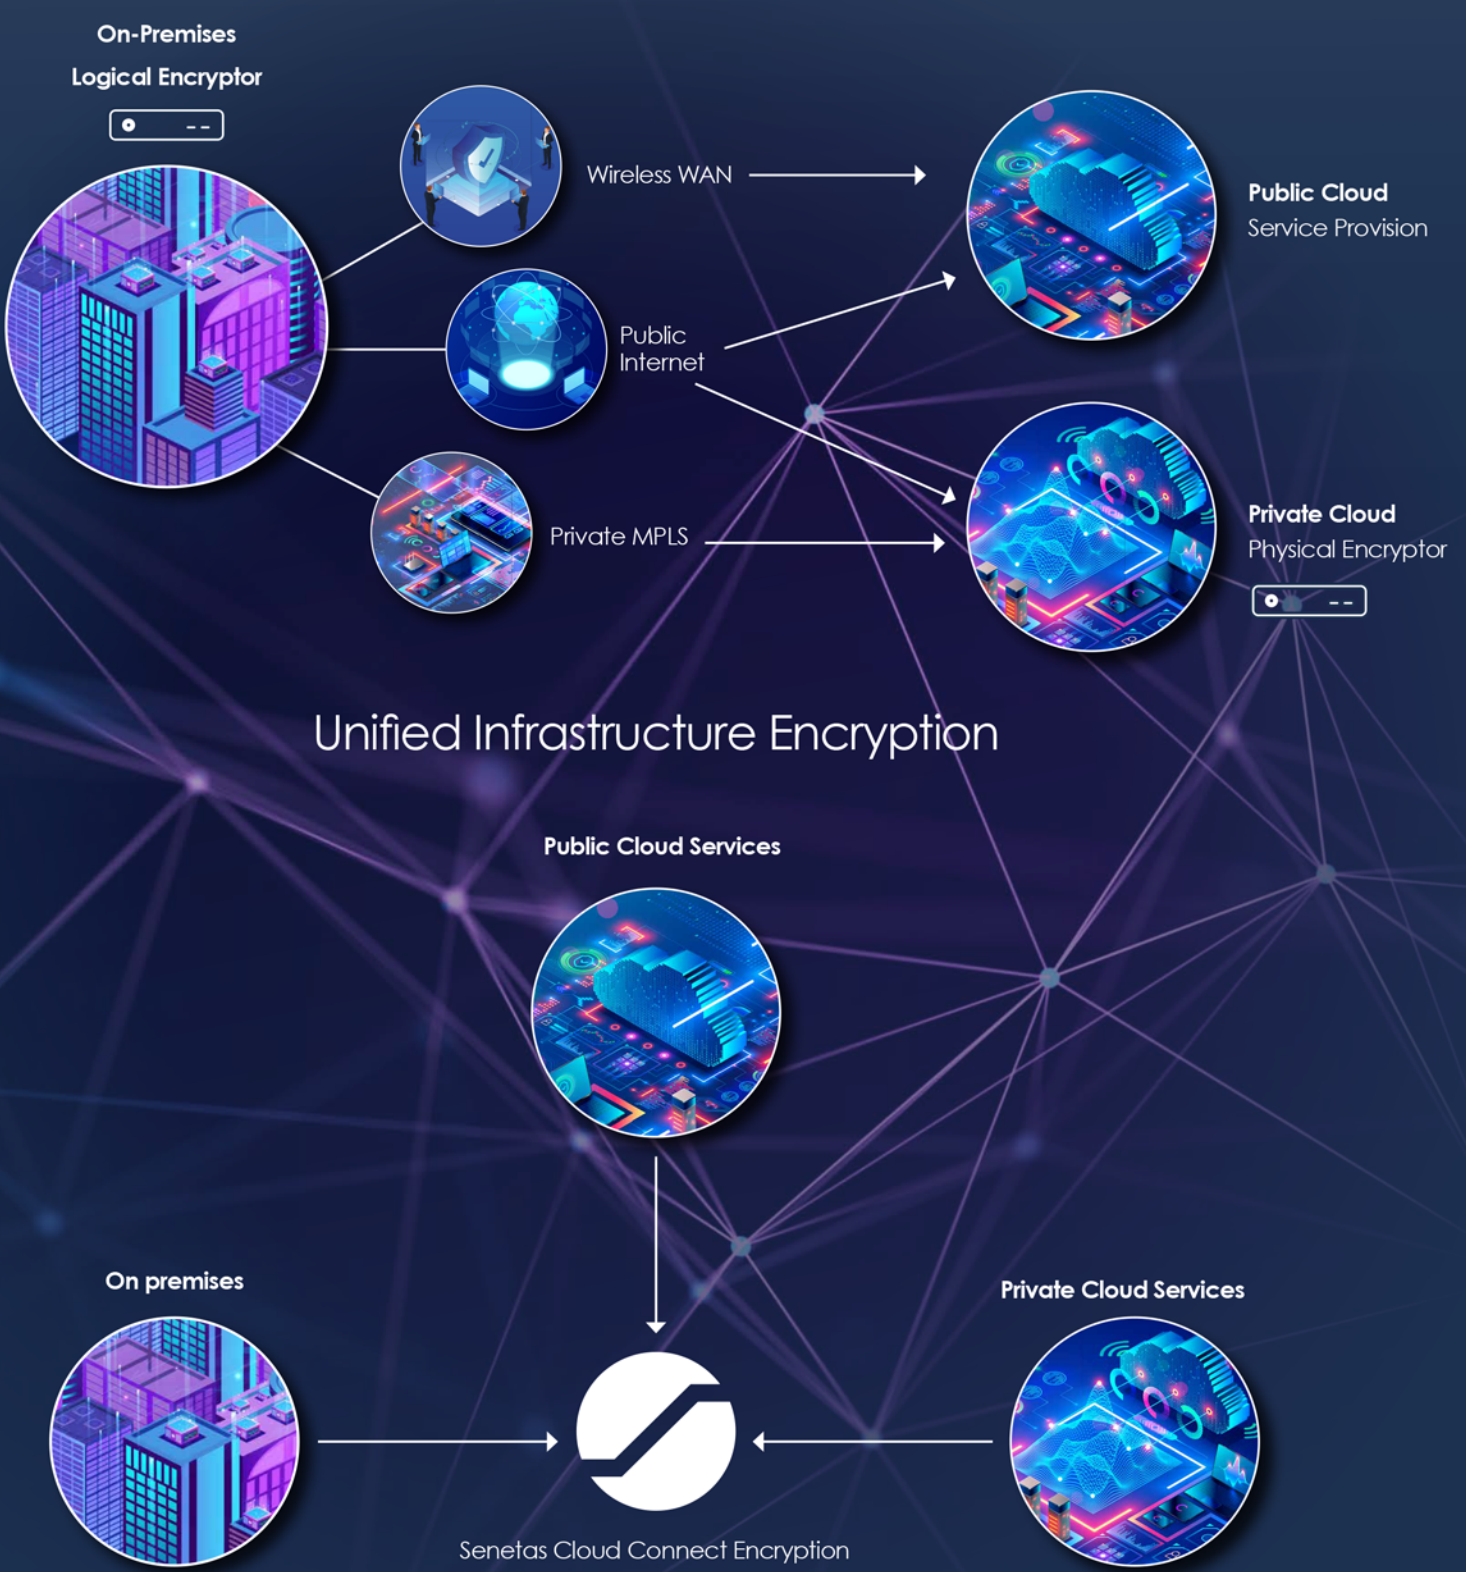 On-Premises
Logical Encryptor
Wireless WAN
Public Cloud
Service Provision
Public
Internet
Private MPLS
Private Cloud
Physical Encryptor
Unified Infrastructure Encryption
Public Cloud Services
On premises
Private Cloud Services
Senetas Cloud Connect Encryption